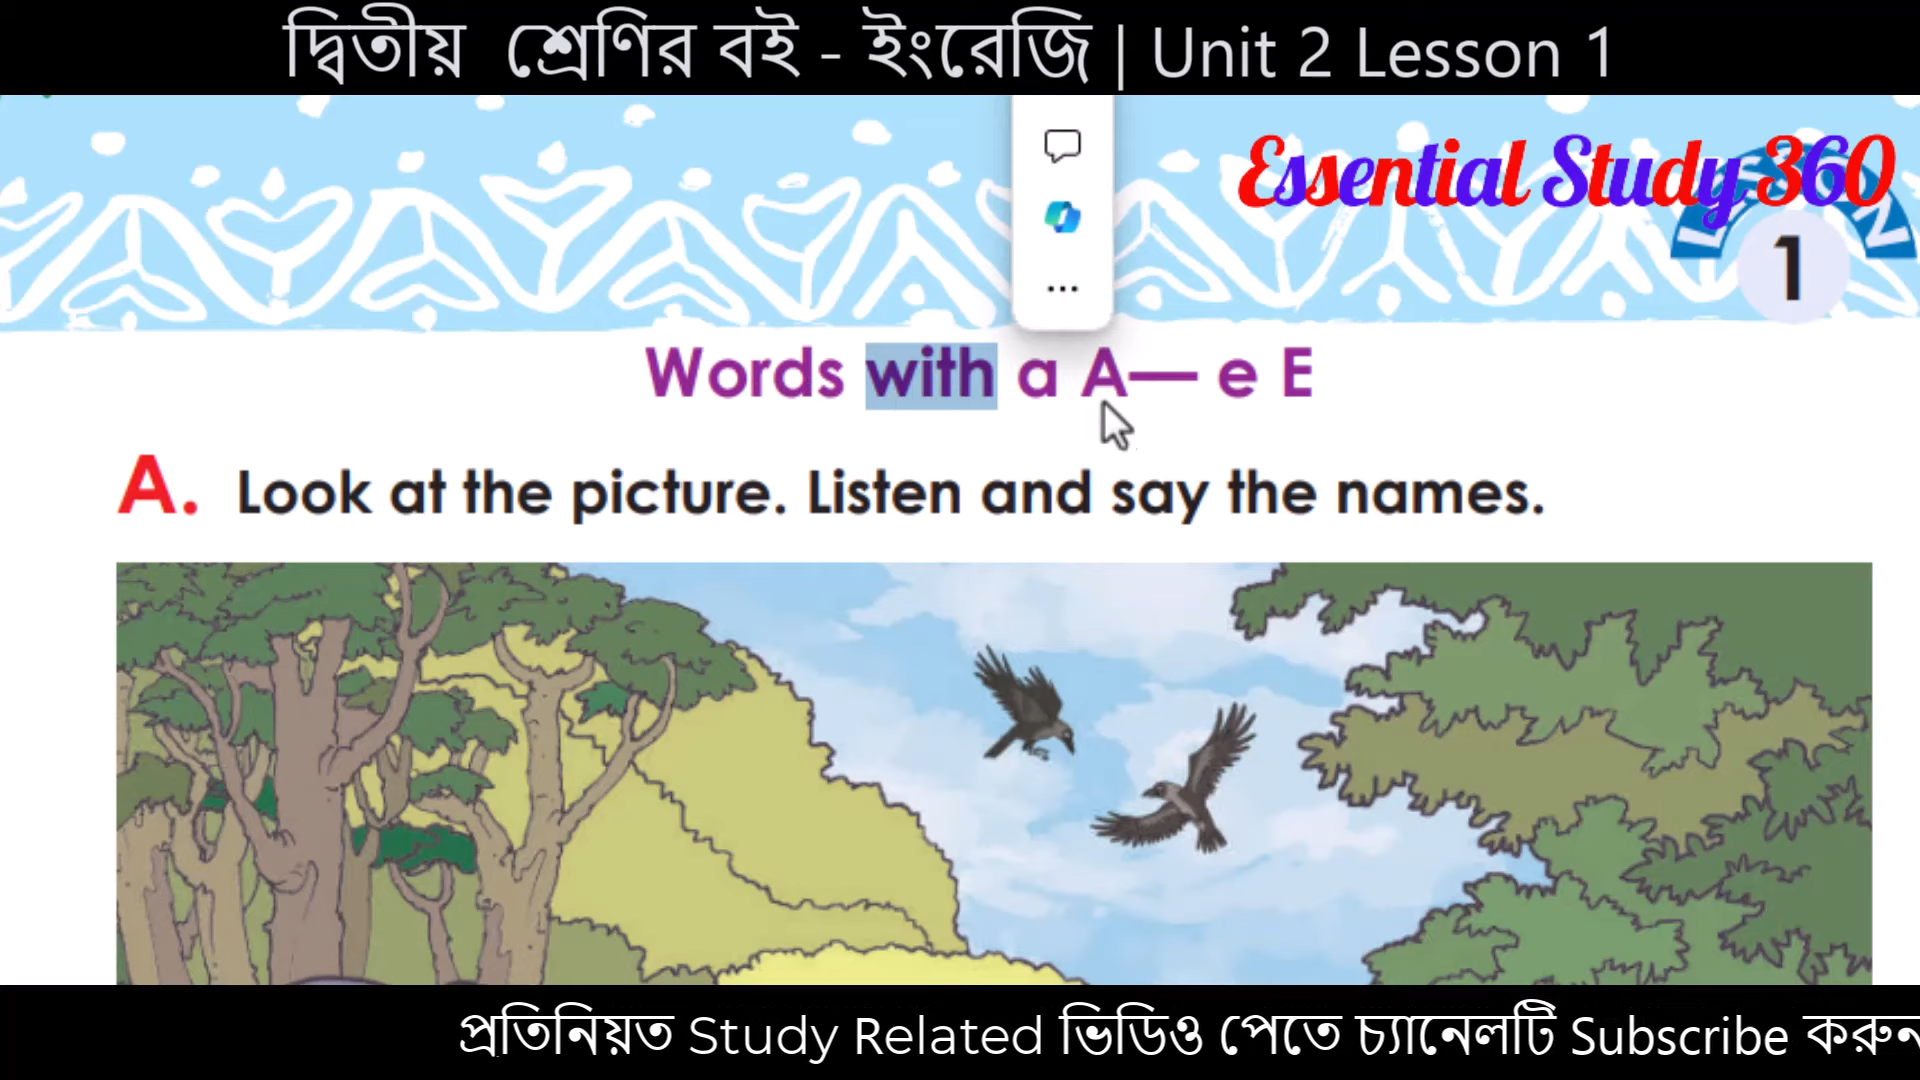 দ্বিতীয় শ্রেণির বই - ইংরেজি | Unit 2 Lesson 1
Essential Study 360
1
Words with a A— e E
A. Look at the picture. Listen and say the names.
প্রতিনিয়ত Study Related ভিডিও পেতে চ্যানেলটি Subscribe করুন